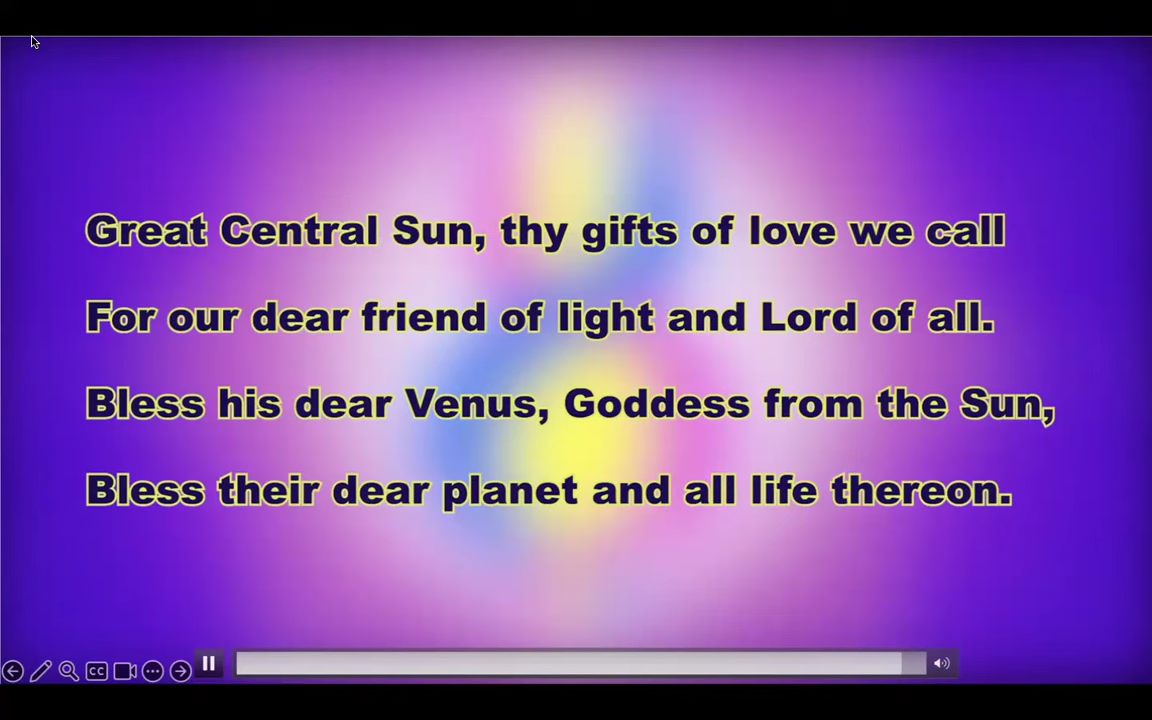 Great Central Sun, thy gifts of love we call
For our dear friend of light and Lord of all.
Bless his dear Venus, Goddess from the Sun,
Bless their dear planet and all life thereon.
CC